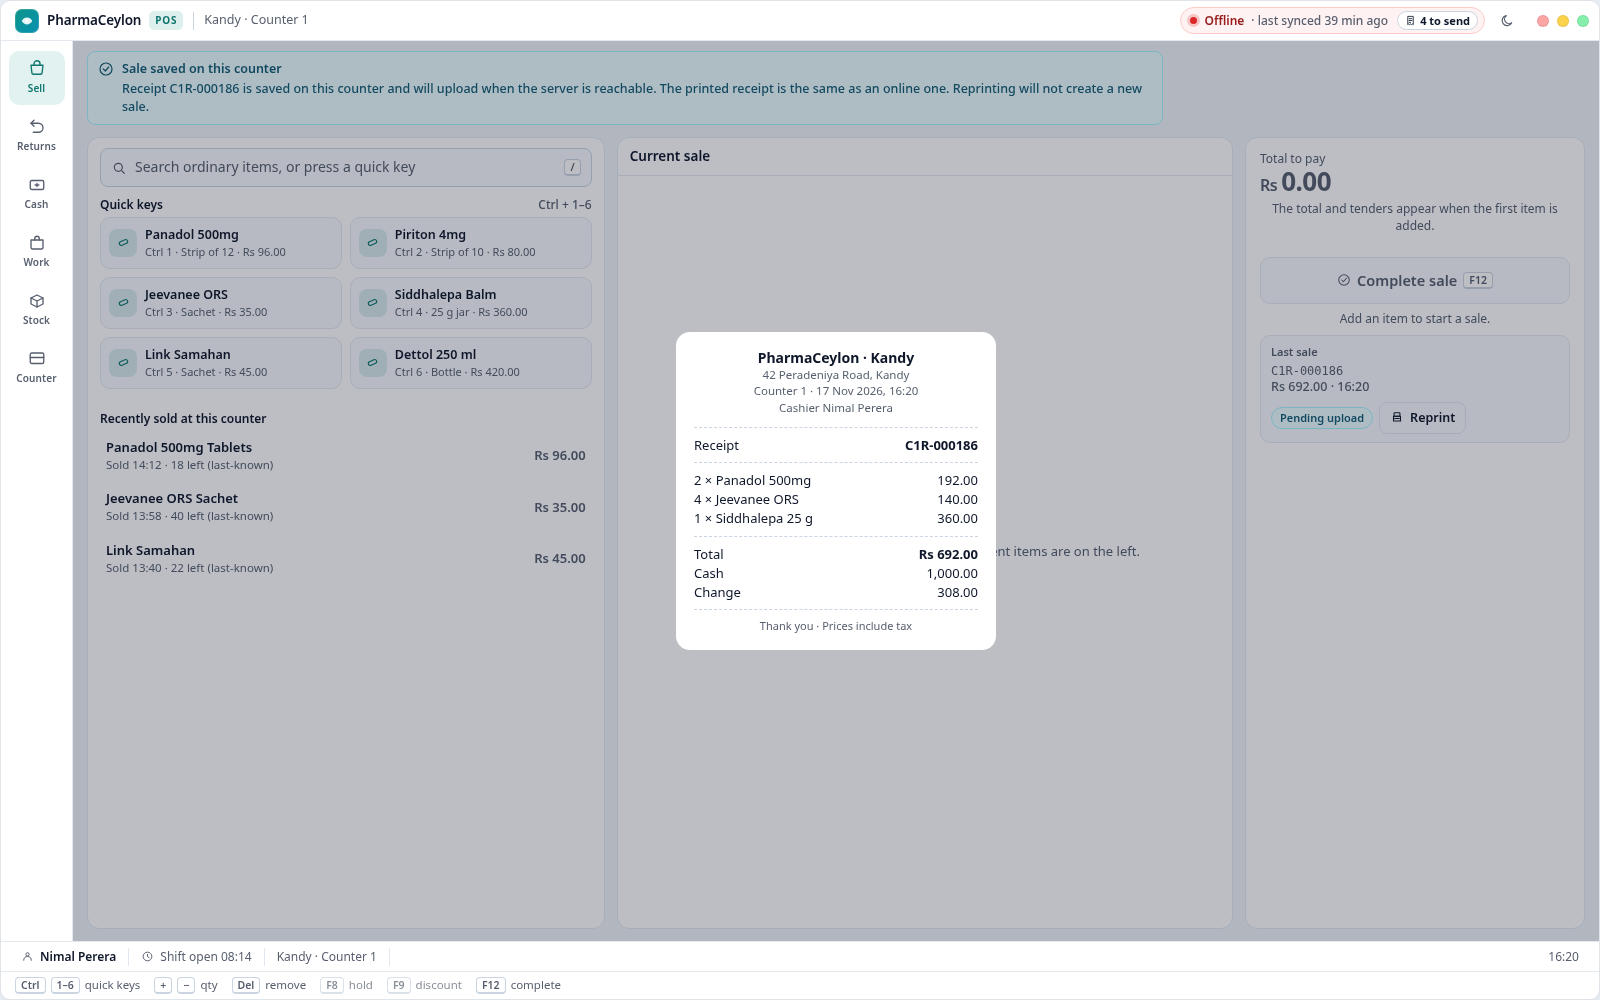 PharmaCeylon POS Kandy · Counter 1
Offline · last synced 39 min ago 4 to send
Sell
Returns
Cash
Work
Stock
Counter
Sale saved on this counter
Receipt C1R-000186 is saved on this counter and will upload when the server is reachable. The printed receipt is the same as an online one. Reprinting will not create a new
sale.
Search ordinary items, or press a quick key /
Quick keys Ctrl + 1–6
Panadol 500mg
Ctrl 1 · Strip of 12 · Rs 96.00
Piriton 4mg
Ctrl 2 · Strip of 10 · Rs 80.00
Jeevanee ORS
Ctrl 3 · Sachet · Rs 35.00
Siddhalepa Balm
Ctrl 4 · 25 g jar · Rs 360.00
Link Samahan
Ctrl 5 · Sachet · Rs 45.00
Dettol 250 ml
Ctrl 6 · Bottle · Rs 420.00
Recently sold at this counter
Panadol 500mg Tablets
Sold 14:12 · 18 left (last-known)
Rs 96.00
Jeevanee ORS Sachet
Sold 13:58 · 40 left (last-known)
Rs 35.00
Link Samahan
Sold 13:40 · 22 left (last-known)
Rs 45.00
Current sale
items are on the left.
PharmaCeylon · Kandy
42 Peradeniya Road, Kandy
Counter 1 · 17 Nov 2026, 16:20
Cashier Nimal Perera
Receipt C1R-000186
2 × Panadol 500mg 192.00
4 × Jeevanee ORS 140.00
1 × Siddhalepa 25 g 360.00
Total Rs 692.00
Cash 1,000.00
Change 308.00
Thank you · Prices include tax
Total to pay
Rs 0.00
The total and tenders appear when the first item is
added.
Complete sale F12
Add an item to start a sale.
Last sale
C1R-000186
Rs 692.00 · 16:20
Pending upload Reprint
Nimal Perera Shift open 08:14 Kandy · Counter 1 16:20
Ctrl 1–6 quick keys + − qty Del remove F8 hold F9 discount F12 complete